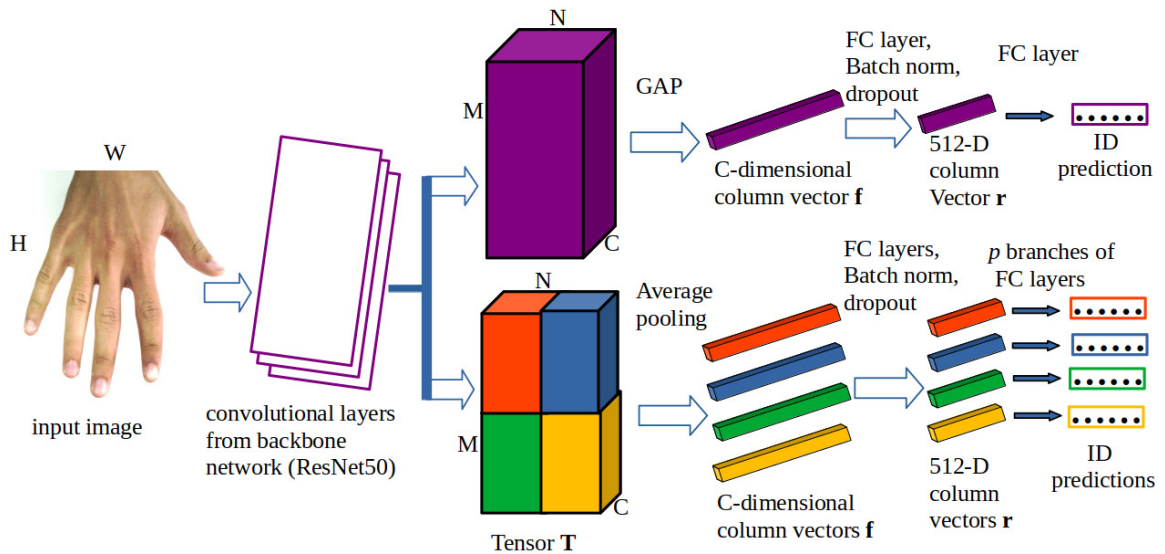 W
H
input image
convolutional layers
from backbone
network (ResNet50)
N
M
C
GAP
C-dimensional
column vector f
FC layer,
Batch norm,
dropout
512-D
column
Vector r
FC layer
ID
prediction
N
M
C
Tensor T
Average
pooling
C-dimensional
column vectors f
FC layers,
Batch norm,
dropout
512-D
column
vectors r
p branches of
FC layers
ID
predictions